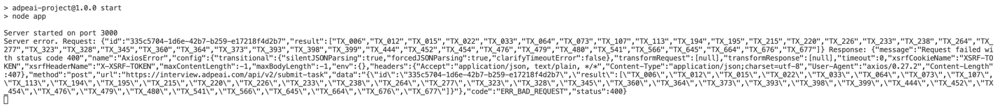 > adpeai-project@1.0.0 start
> node app
Server started on port 3000
Server error. Request: {"id":"335c5704-1d6e-42b7-b259-e17218f4d2b7","result":["TX_006","TX_012","TX_015","TX_022","TX_033","TX_064","TX_073","TX_107","TX_113","TX_194","TX_195","TX_215","TX_220","TX_226","TX_233","TX_238","TX_264","TX_
277","TX_323","TX_328","TX_345","TX_360","TX_364","TX_373","TX_393","TX_398","TX_399","TX_444","TX_452","TX_454","TX_476","TX_479","TX_480","TX_541","TX_566","TX_645","TX_664","TX_676","TX_677"]} Response: {"message":"Request failed wi
th status code 400","name":"AxiosError","config":{"transitional":{"silentJSONParsing":true,"forcedJSONParsing":true,"clarifyTimeoutError":false},"transformRequest":[null],"transformResponse":[null],"timeout":0,"xsrfCookieName":"XSRF-TO
KEN","xsrfHeaderName":"X-XSRF-TOKEN","maxContentLength":-1,"maxBodyLength":-1,"env":{},"headers":{"Accept":"application/json, text/plain, */*","Content-Type":"application/json;charset=utf-8","User-Agent":"axios/0.27.2","Content-Length"
:407},"method":"post","url":"https://interview.adpeai.com/api/v2/submit-task","data":"{\"id\":\"335c5704-1d6e-42b7-b259-e17218f4d2b7\",\"result\":[\"TX_006\",\"TX_012\",\"TX_015\",\"TX_022\",\"TX_033\",\"TX_064\",\"TX_073\",\"TX_107\",
\"TX_113\",\"TX_194\",\"TX_195\",\"TX_215\",\"TX_220\",\"TX_226\",\"TX_233\",\"TX_238\",\"TX_264\",\"TX_277\",\"TX_323\",\"TX_328\",\"TX_345\",\"TX_360\",\"TX_364\",\"TX_373\",\"TX_393\",\"TX_398\",\"TX_399\",\"TX_444\",\"TX_452\",\"TX
_454\",\"TX_476\",\"TX_479\",\"TX_480\",\"TX_541\",\"TX_566\",\"TX_645\",\"TX_664\",\"TX_676\",\"TX_677\"]}"},"code":"ERR_BAD_REQUEST","status":400}